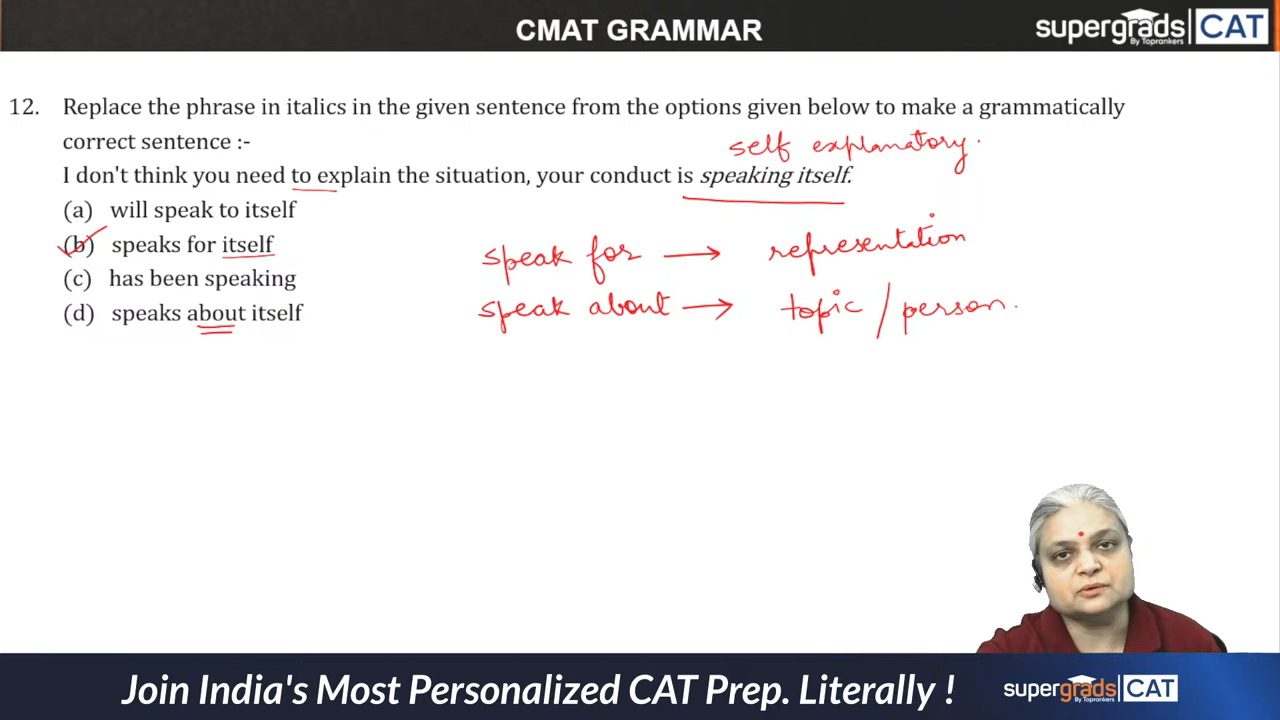 CMAT GRAMMAR
supergrads CAT
By Toprankers
12. Replace the phrase in italics in the given sentence from the options given below to make a grammatically
correct sentence :-
self explanatory.
I don't think you need to explain the situation, your conduct is speaking itself.
(a) will speak to itself
(b) speaks for itself
(c) has been speaking
(d) speaks about itself
speak for → representation
speak about → topic / person.
Join India's Most Personalized CAT Prep. Literally !
supergrads CAT
By Toprankers